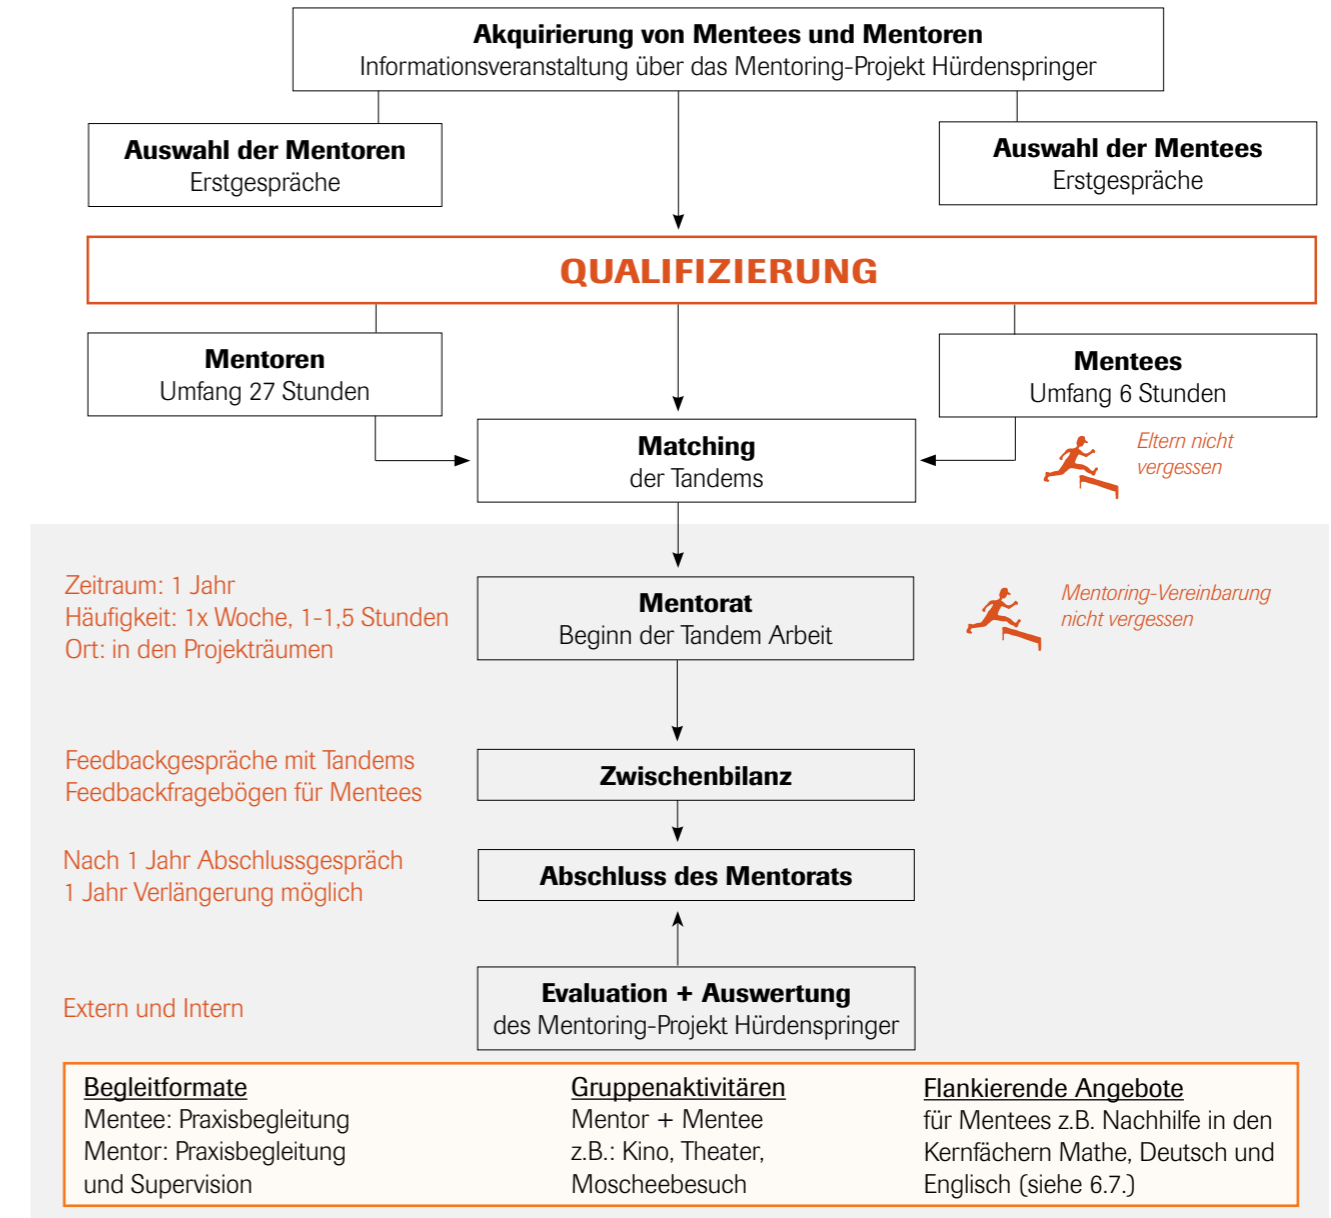 Akquirierung von Mentees und Mentoren
Informationsveranstaltung über das Mentoring-Projekt Hürdenspringer
Auswahl der Mentoren
Erstgespräche
Auswahl der Mentees
Erstgespräche
QUALIFIZIERUNG
Mentoren
Umfang 27 Stunden
Mentees
Umfang 6 Stunden
Matching
der Tandems
Eltern nicht
vergessen
Zeitraum: 1 Jahr
Häufigkeit: 1x Woche, 1-1,5 Stunden
Ort: in den Projekträumen
Mentorat
Beginn der Tandem Arbeit
Mentoring-Vereinbarung
nicht vergessen
Feedbackgespräche mit Tandems
Feedbackfragebögen für Mentees
Zwischenbilanz
Nach 1 Jahr Abschlussgespräch
1 Jahr Verlängerung möglich
Abschluss des Mentorats
Extern und Intern
Evaluation + Auswertung
des Mentoring-Projekt Hürdenspringer
Begleitformate
Mentee: Praxisbegleitung
Mentor: Praxisbegleitung
und Supervision
Gruppenaktivitären
Mentor + Mentee
z.B.: Kino, Theater,
Moscheebesuch
Flankierende Angebote
für Mentees z.B. Nachhilfe in den
Kernfächern Mathe, Deutsch und
Englisch (siehe 6.7.)